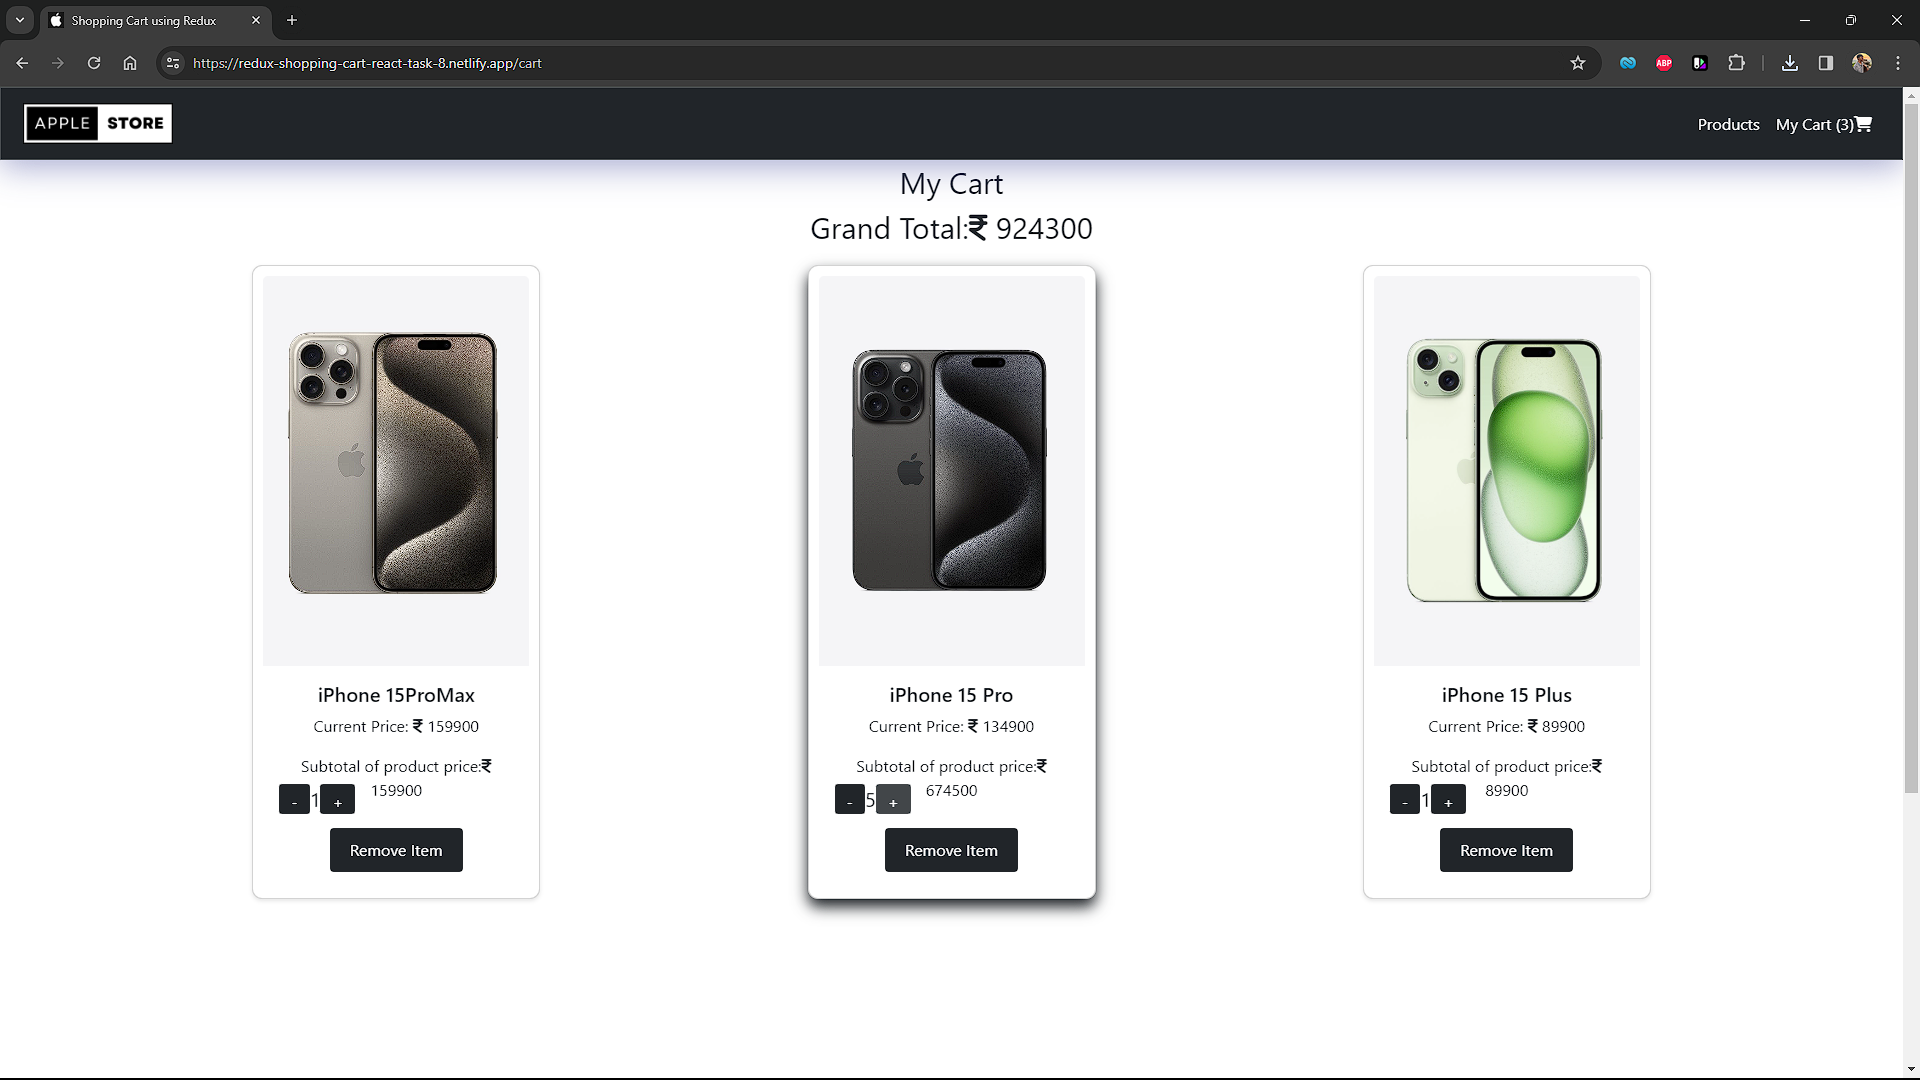 Shopping Cart using Redux
https://redux-shopping-cart-react-task-8.netlify.app/cart
ABP
APPLE STORE
Products My Cart (3)
My Cart
Grand Total:₹ 924300
iPhone 15ProMax
Current Price: ₹ 159900
Subtotal of product price:₹
- 1 + 159900
Remove Item
iPhone 15 Pro
Current Price: ₹ 134900
Subtotal of product price:₹
- 5 + 674500
Remove Item
iPhone 15 Plus
Current Price: ₹ 89900
Subtotal of product price:₹
- 1 + 89900
Remove Item